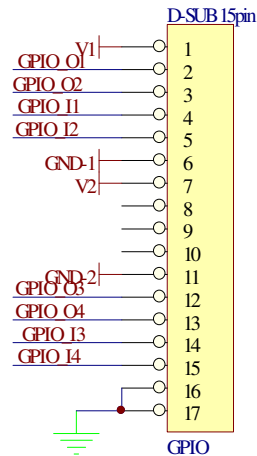 D-SUB 15pin
V1 1
GPIO_O1 2
GPIO_O2 3
GPIO_I1 4
GPIO_I2 5
GND-1 6
V2 7
8
9
10
GND-2 11
GPIO_O3 12
GPIO_O4 13
GPIO_I3 14
GPIO_I4 15
16
17
GPIO